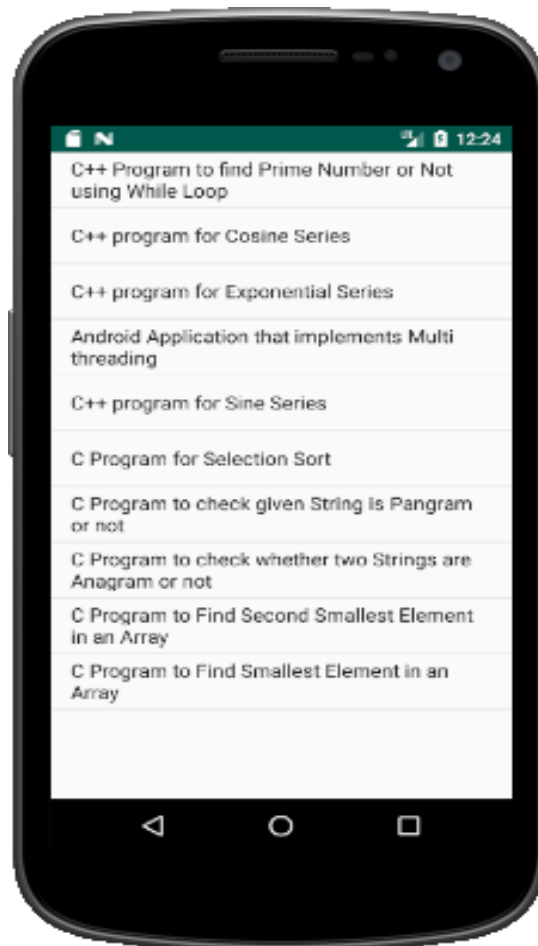 12:24
C++ Program to find Prime Number or Not
using While Loop
C++ program for Cosine Series
C++ program for Exponential Series
Android Application that implements Multi
threading
C++ program for Sine Series
C Program for Selection Sort
C Program to check given String is Pangram
or not
C Program to check whether two Strings are
Anagram or not
C Program to Find Second Smallest Element
in an Array
C Program to Find Smallest Element in an
Array